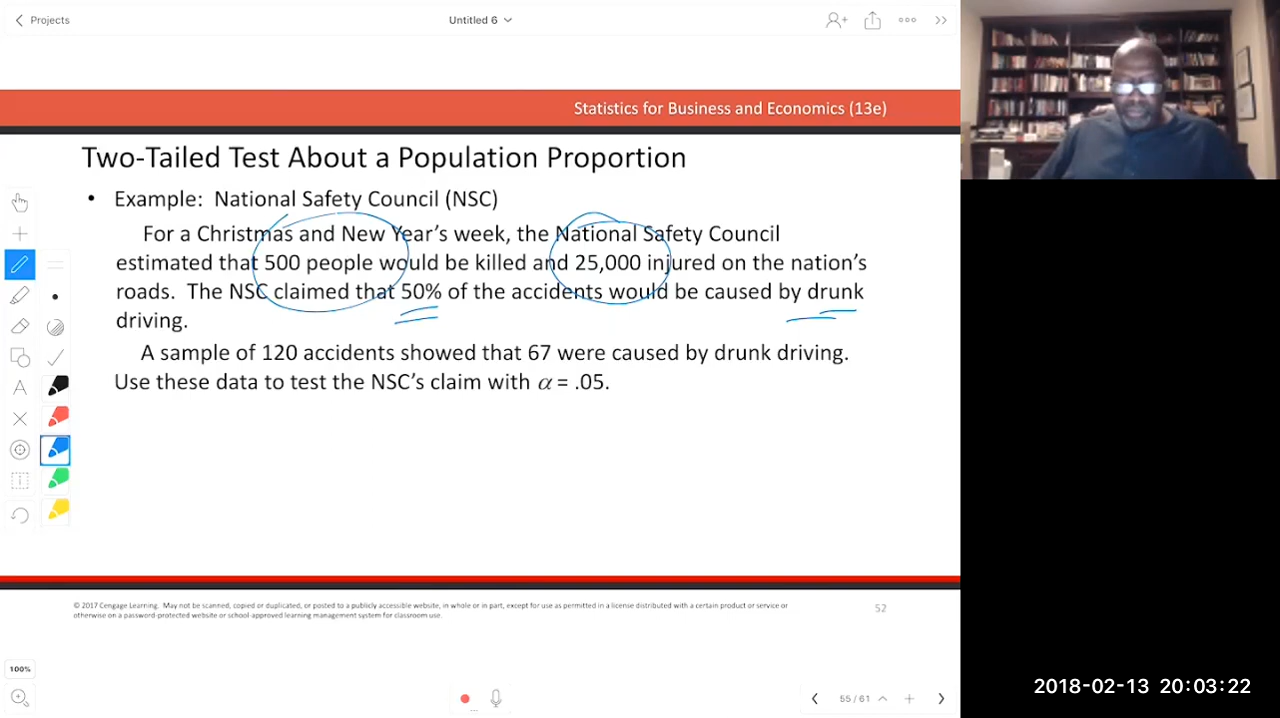 Projects
Untitled 6
Statistics for Business and Economics (13e)
Two-Tailed Test About a Population Proportion
• Example: National Safety Council (NSC)
For a Christmas and New Year’s week, the National Safety Council
estimated that 500 people would be killed and 25,000 injured on the nation’s
roads. The NSC claimed that 50% of the accidents would be caused by drunk
driving.
A sample of 120 accidents showed that 67 were caused by drunk driving.
Use these data to test the NSC’s claim with α = .05.
© 2017 Cengage Learning. May not be scanned, copied or duplicated, or posted to a publicly accessible website, in whole or in part, except for use as permitted in a license distributed with a certain product or service or
otherwise on a password-protected website or school-approved learning management system for classroom use.
52
100%
55 / 61
2018-02-13 20:03:22